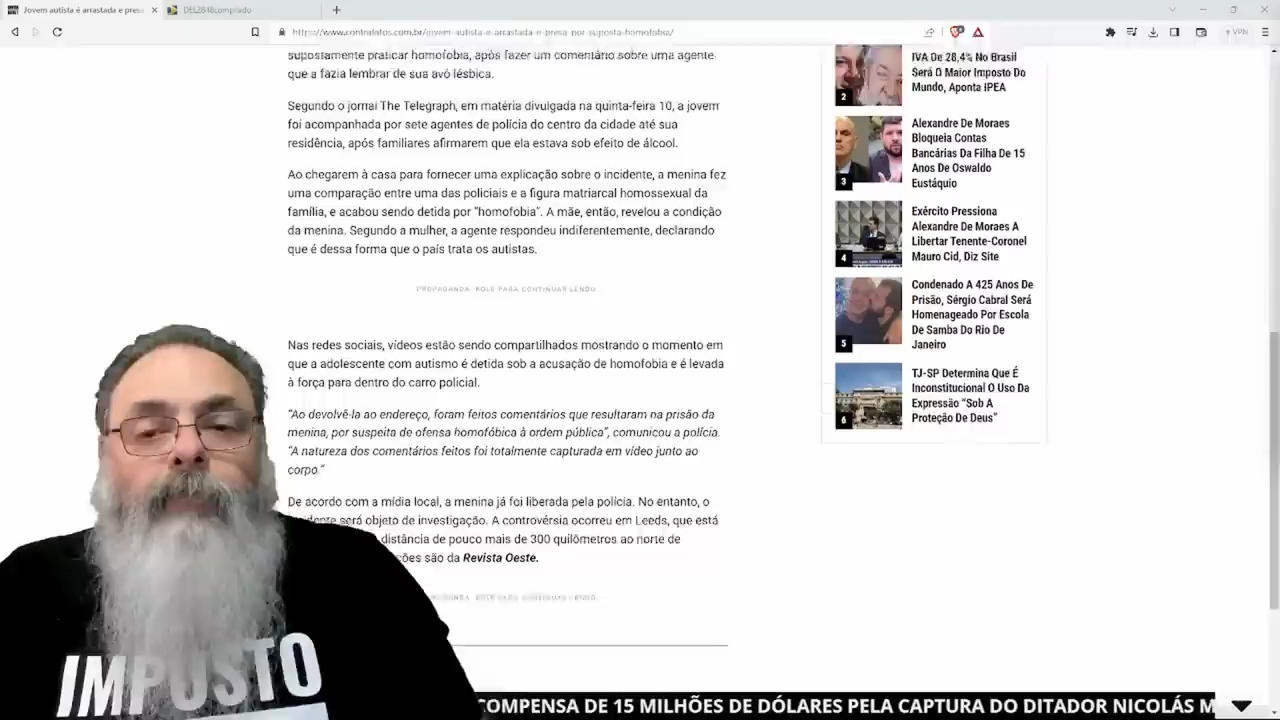 Jovem autista é arrastada e presa
DEL2848compilado
https://www.contrafatos.com.br/jovem-autista-e-arrastada-e-presa-por-suposta-homofobia/
VPN
supostamente praticar homofobia, após fazer um comentário sobre uma agente
que a fazia lembrar de sua avó lésbica.
Segundo o jornal The Telegraph, em matéria divulgada na quinta-feira 10, a jovem
foi acompanhada por sete agentes de polícia do centro da cidade até sua
residência, após familiares afirmarem que ela estava sob efeito de álcool.
Ao chegarem à casa para fornecer uma explicação sobre o incidente, a menina fez
uma comparação entre uma das policiais e a figura matriarcal homossexual da
família, e acabou sendo detida por “homofobia”. A mãe, então, revelou a condição
da menina. Segundo a mulher, a agente respondeu indiferentemente, declarando
que é dessa forma que o país trata os autistas.
PROPAGANDA. ROLE PARA CONTINUAR LENDO
Nas redes sociais, vídeos estão sendo compartilhados mostrando o momento em
que a adolescente com autismo é detida sob a acusação de homofobia e é levada
à força para dentro do carro policial.
“Ao devolvê-la ao endereço, foram feitos comentários que resultaram na prisão da
menina, por suspeita de ofensa homofóbica à ordem pública”, comunicou a polícia.
“A natureza dos comentários feitos foi totalmente capturada em vídeo junto ao
corpo.”
De acordo com a mídia local, a menina já foi liberada pela polícia. No entanto, o
será objeto de investigação. A controvérsia ocorreu em Leeds, que está
distância de pouco mais de 300 quilômetros ao norte de
ções são da Revista Oeste.
IVA De 28,4% No Brasil
Será O Maior Imposto Do
Mundo, Aponta IPEA
2
Alexandre De Moraes
Bloqueia Contas
Bancárias Da Filha De 15
Anos De Oswaldo
Eustáquio
3
Exército Pressiona
Alexandre De Moraes A
Libertar Tenente-Coronel
Mauro Cid, Diz Site
4
Condenado A 425 Anos De
Prisão, Sérgio Cabral Será
Homenageado Por Escola
De Samba Do Rio De
Janeiro
5
TJ-SP Determina Que É
Inconstitucional O Uso Da
Expressão “Sob A
Proteção De Deus”
6
IMPOSTO
COMPENSA DE 15 MILHÕES DE DÓLARES PELA CAPTURA DO DITADOR NICOLÁS M